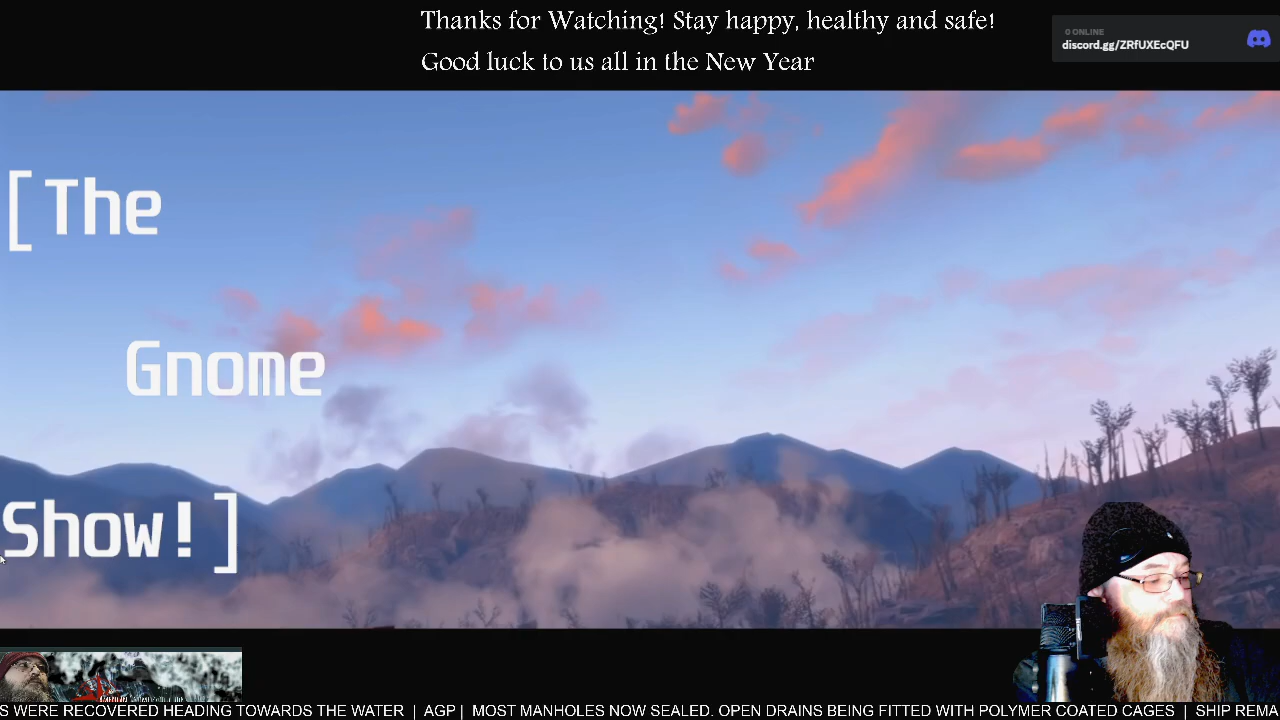 Thanks for Watching! Stay happy, healthy and safe!
Good luck to us all in the New Year
0 ONLINE
discord.gg/ZRfUXEcQFU
[The
Gnome
Show!]
S WERE RECOVERED HEADING TOWARDS THE WATER | AGP | MOST MANHOLES NOW SEALED. OPEN DRAINS BEING FITTED WITH POLYMER COATED CAGES | SHIP REMA